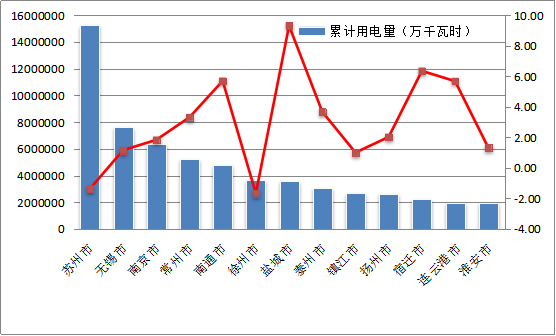 16000000
14000000
12000000
10000000
8000000
6000000
4000000
2000000
0
累计用电量（万千瓦时）
10.00
8.00
6.00
4.00
2.00
0.00
-2.00
-4.00
苏州市
无锡市
南京市
常州市
南通市
徐州市
盐城市
泰州市
镇江市
扬州市
宿迁市
连云港市
淮安市